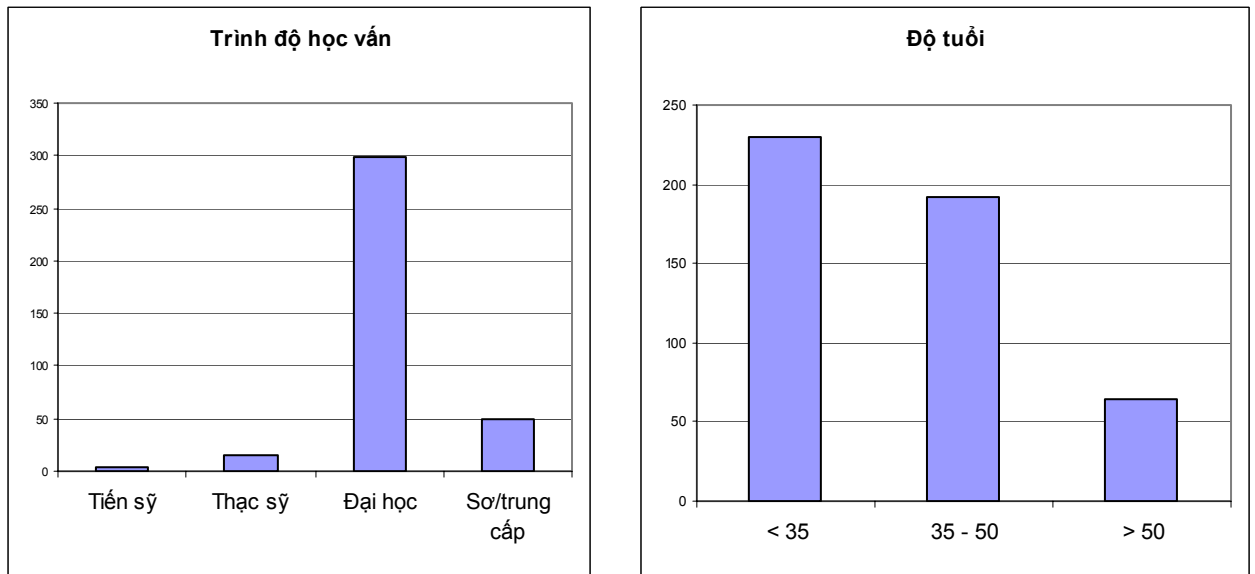 Trình độ học vấn
350
300
250
200
150
100
50
0
Tiến sỹ
Thạc sỹ
Đại học
Sơ/trung
cấp
Độ tuổi
250
200
150
100
50
0
< 35
35 - 50
> 50